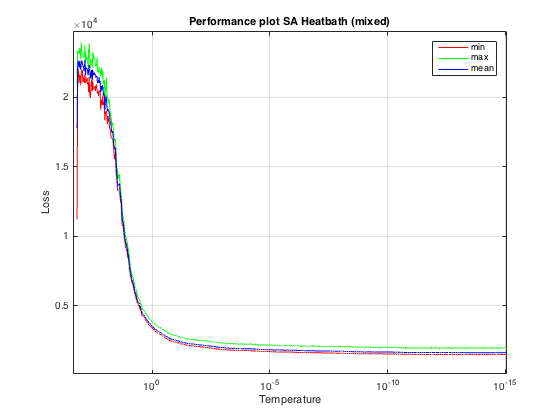 Performance plot SA Heatbath (mixed)
×10⁴
min
max
mean
2
1.5
1
0.5
Loss
10⁰
10⁻⁵
10⁻¹⁰
10⁻¹⁵
Temperature